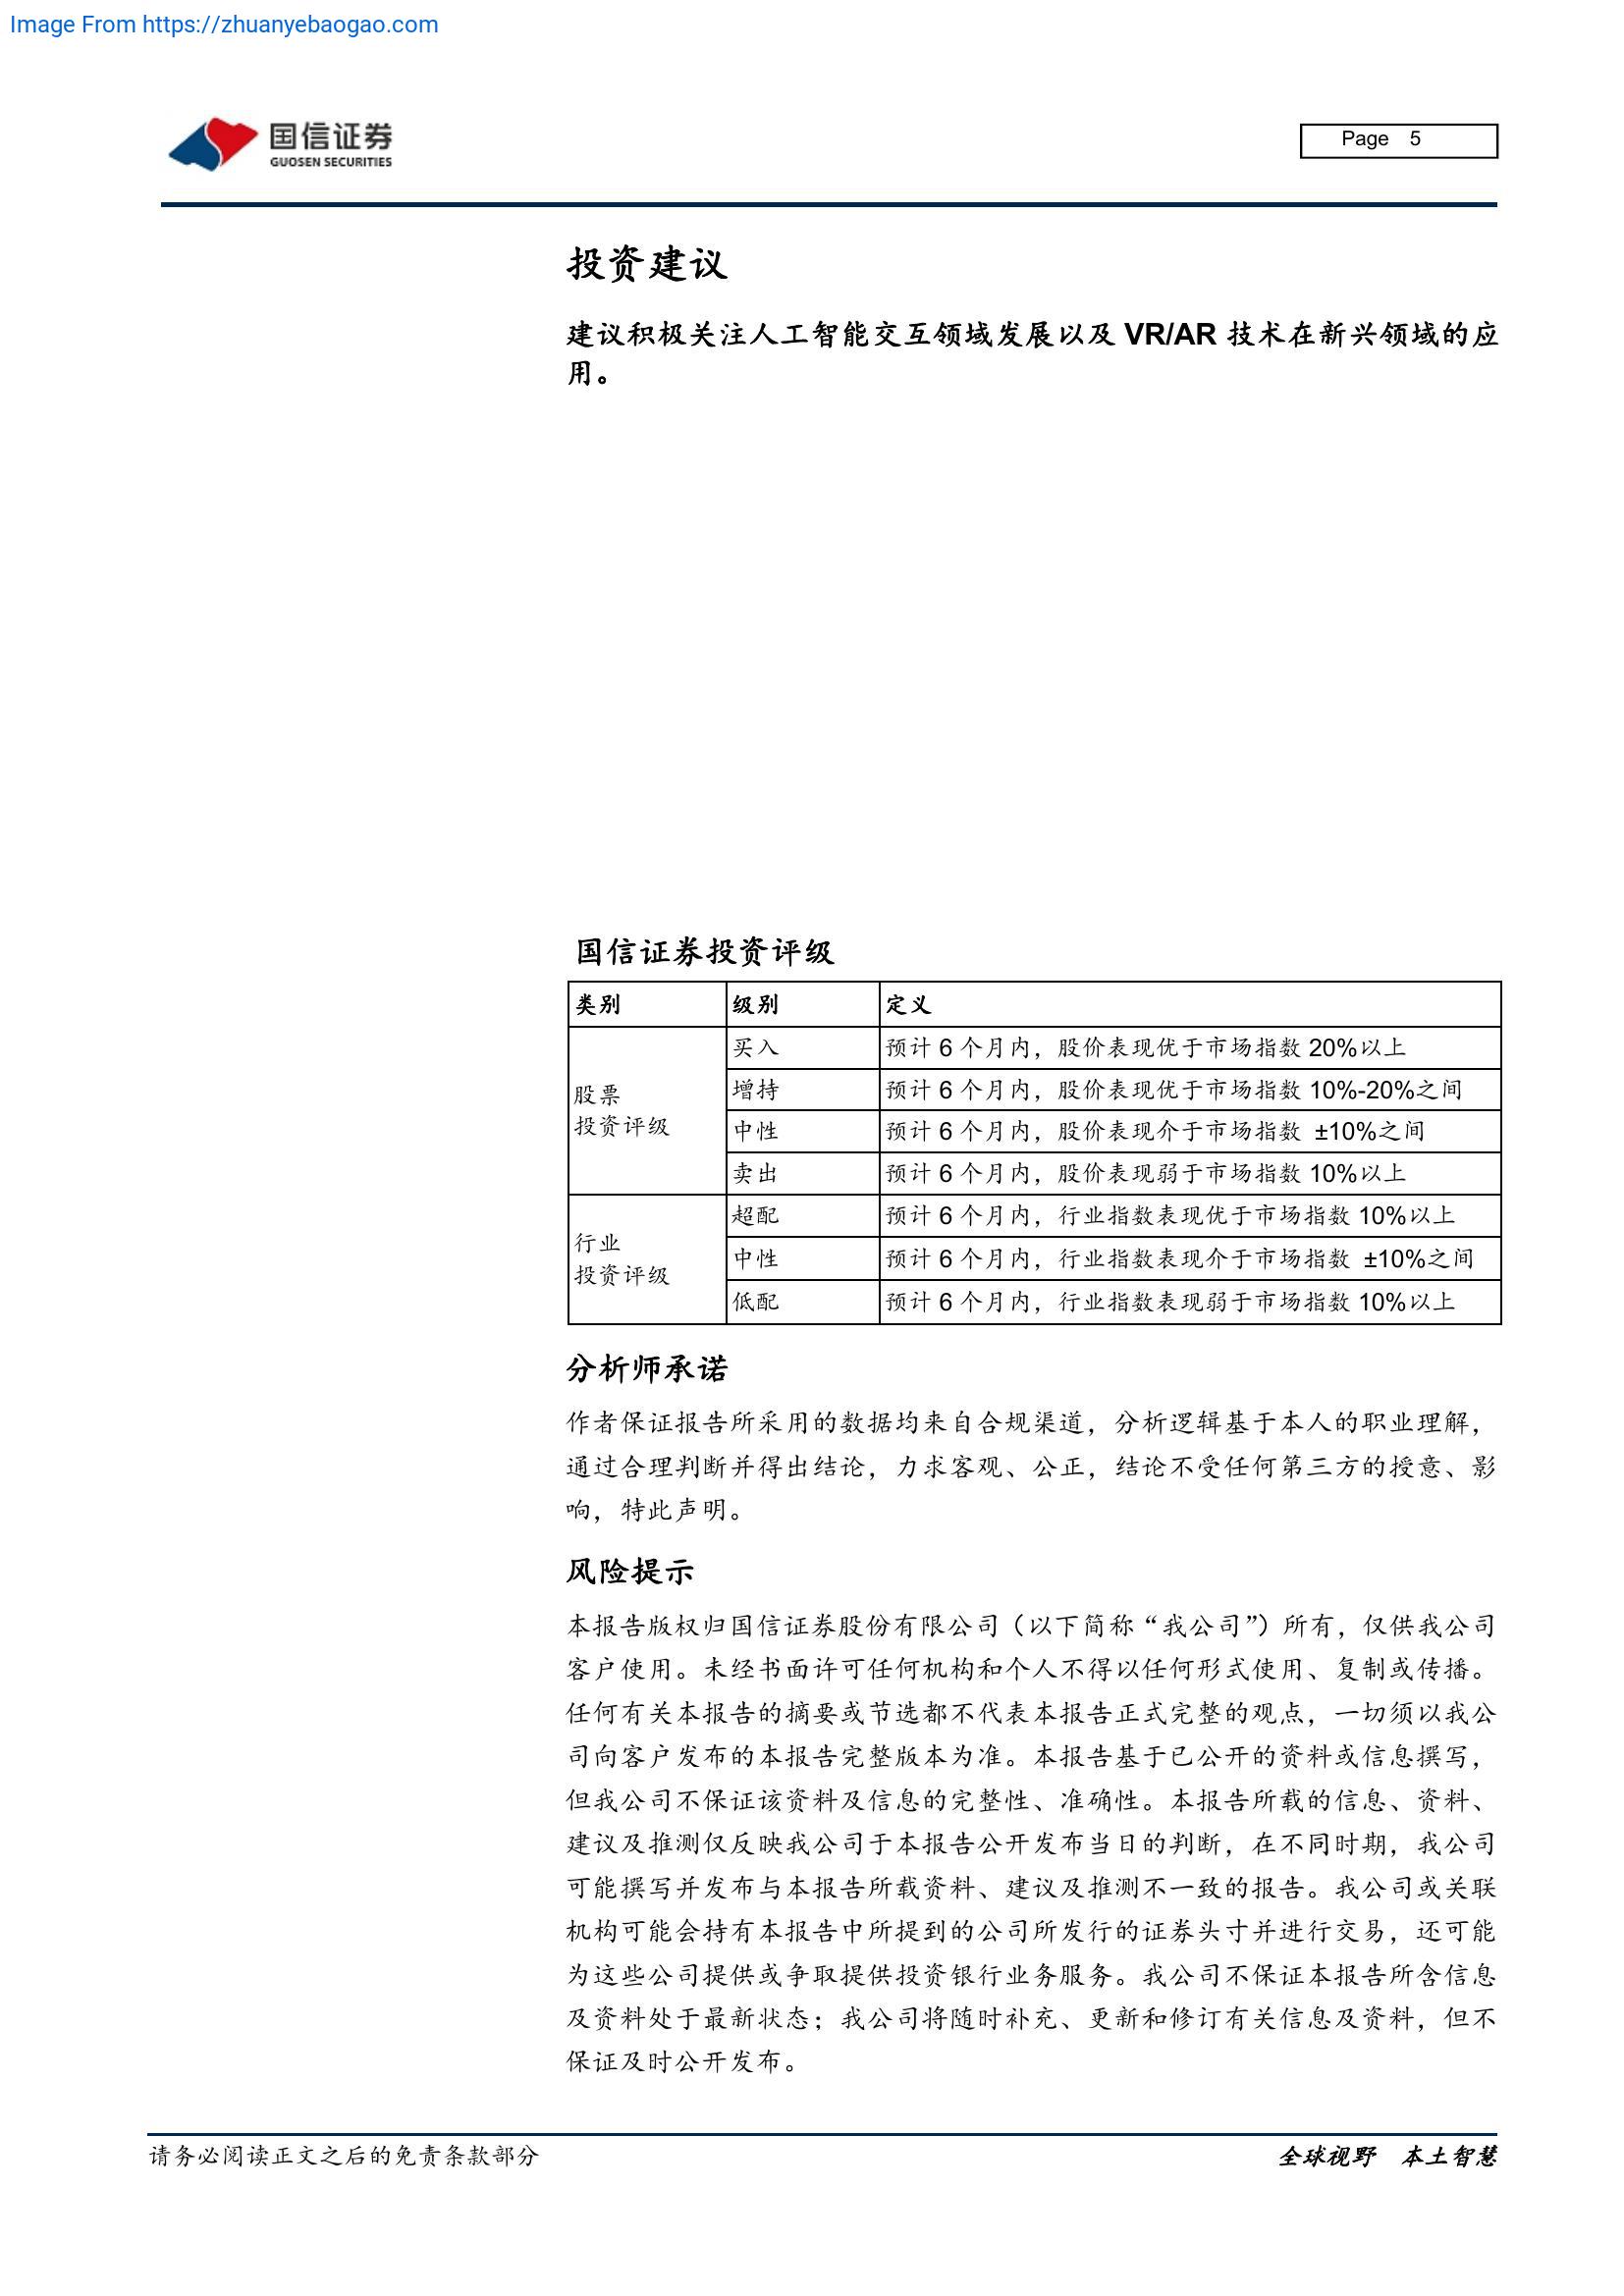 Image From https://zhuanyebaogao.com
国信证券
GUOSEN SECURITIES
Page 5
投资建议
建议积极关注人工智能交互领域发展以及 VR/AR 技术在新兴领域的应
用。
国信证券投资评级
类别 级别 定义
股票
投资评级
买入 预计 6 个月内，股价表现优于市场指数 20%以上
增持 预计 6 个月内，股价表现优于市场指数 10%-20%之间
中性 预计 6 个月内，股价表现介于市场指数 ±10%之间
卖出 预计 6 个月内，股价表现弱于市场指数 10%以上
行业
投资评级
超配 预计 6 个月内，行业指数表现优于市场指数 10%以上
中性 预计 6 个月内，行业指数表现介于市场指数 ±10%之间
低配 预计 6 个月内，行业指数表现弱于市场指数 10%以上
分析师承诺
作者保证报告所采用的数据均来自合规渠道，分析逻辑基于本人的职业理解，
通过合理判断并得出结论，力求客观、公正，结论不受任何第三方的授意、影
响，特此声明。
风险提示
本报告版权归国信证券股份有限公司（以下简称“我公司”）所有，仅供我公司
客户使用。未经书面许可任何机构和个人不得以任何形式使用、复制或传播。
任何有关本报告的摘要或节选都不代表本报告正式完整的观点，一切须以我公
司向客户发布的本报告完整版本为准。本报告基于已公开的资料或信息撰写，
但我公司不保证该资料及信息的完整性、准确性。本报告所载的信息、资料、
建议及推测仅反映我公司于本报告公开发布当日的判断，在不同时期，我公司
可能撰写并发布与本报告所载资料、建议及推测不一致的报告。我公司或关联
机构可能会持有本报告中所提到的公司所发行的证券头寸并进行交易，还可能
为这些公司提供或争取提供投资银行业务服务。我公司不保证本报告所含信息
及资料处于最新状态；我公司将随时补充、更新和修订有关信息及资料，但不
保证及时公开发布。
请务必阅读正文之后的免责条款部分
全球视野 本土智慧